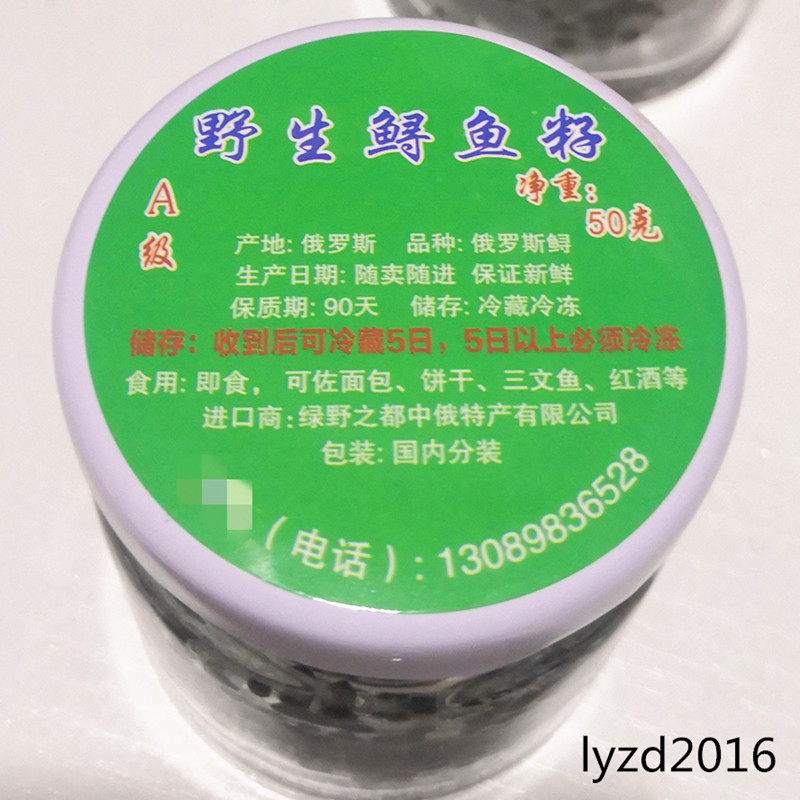 野生鲟鱼籽
A级
净重：
50克
产地: 俄罗斯 品种: 俄罗斯鲟
生产日期: 随卖随进 保证新鲜
保质期: 90天 储存: 冷藏冷冻
储存：收到后可冷藏5日，5日以上必须冷冻
食用: 即食， 可佐面包、饼干、三文鱼、红酒等
进口商: 绿野之都中俄特产有限公司
包装: 国内分装
（电话）: 13089836528
lyzd2016